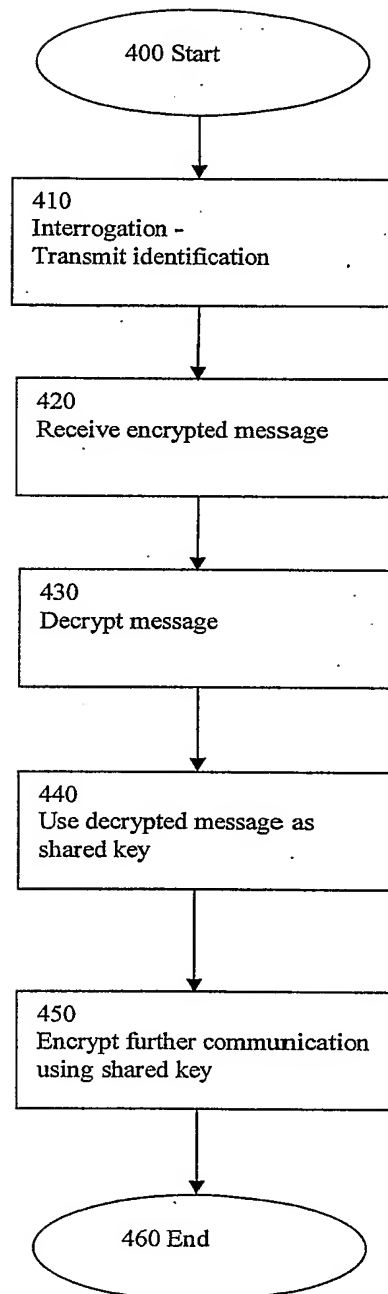 400 Start
410
Interrogation -
Transmit identification
420
Receive encrypted message
430
Decrypt message
440
Use decrypted message as
shared key
450
Encrypt further communication
using shared key
460 End